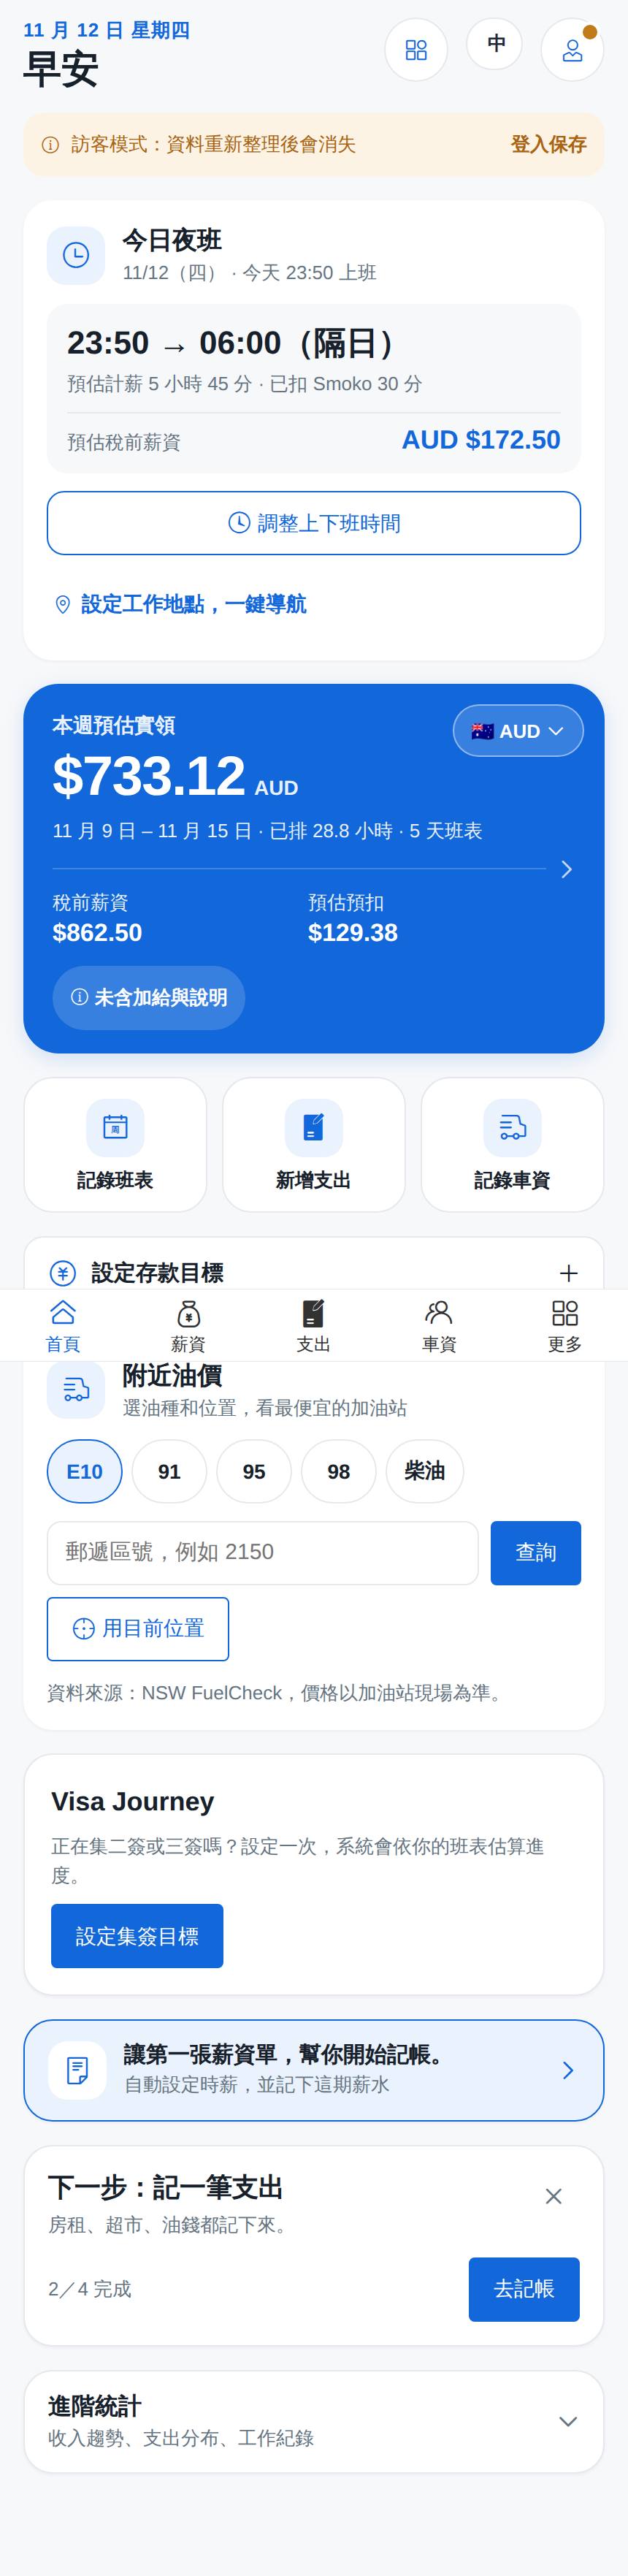 11 月 12 日 星期四
早安
中
訪客模式：資料重新整理後會消失
登入保存
今日夜班
11/12（四） · 今天 23:50 上班
23:50 → 06:00（隔日）
預估計薪 5 小時 45 分 · 已扣 Smoko 30 分
預估稅前薪資
AUD $172.50
調整上下班時間
設定工作地點，一鍵導航
本週預估實領
🇦🇺 AUD
$733.12 AUD
11 月 9 日 – 11 月 15 日 · 已排 28.8 小時 · 5 天班表
稅前薪資
$862.50
預估預扣
$129.38
未含加給與說明
記錄班表
新增支出
記錄車資
設定存款目標
首頁
薪資
支出
車資
更多
附近油價
選油種和位置，看最便宜的加油站
E10
91
95
98
柴油
郵遞區號，例如 2150
查詢
用目前位置
資料來源：NSW FuelCheck，價格以加油站現場為準。
Visa Journey
正在集二簽或三簽嗎？設定一次，系統會依你的班表估算進
度。
設定集簽目標
讓第一張薪資單，幫你開始記帳。
自動設定時薪，並記下這期薪水
下一步：記一筆支出
房租、超市、油錢都記下來。
2／4 完成
去記帳
進階統計
收入趨勢、支出分布、工作紀錄